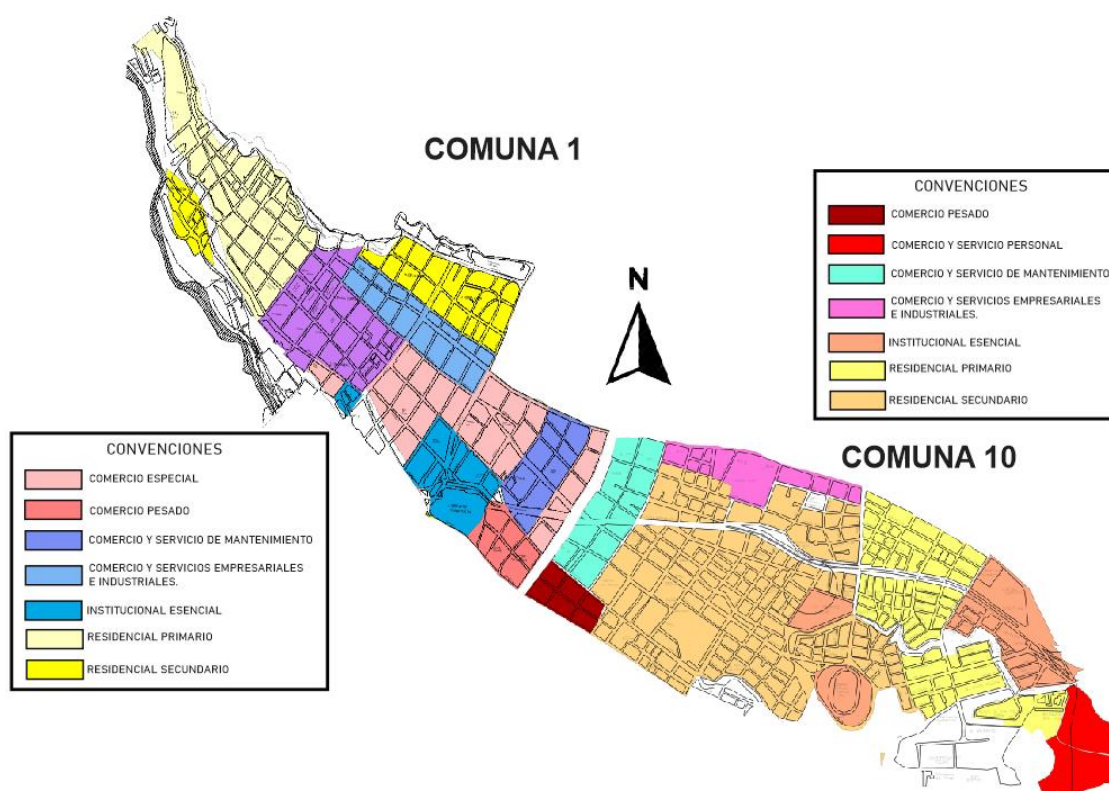 COMUNA 1
CONVENCIONES
COMERCIO PESADO
COMERCIO Y SERVICIO PERSONAL
COMERCIO Y SERVICIO DE MANTENIMIENTO
COMERCIO Y SERVICIOS EMPRESARIALES
E INDUSTRIALES.
INSTITUCIONAL ESENCIAL
RESIDENCIAL PRIMARIO
RESIDENCIAL SECUNDARIO
N
CONVENCIONES
COMERCIO ESPECIAL
COMERCIO PESADO
COMERCIO Y SERVICIO DE MANTENIMIENTO
COMERCIO Y SERVICIOS EMPRESARIALES
E INDUSTRIALES.
INSTITUCIONAL ESENCIAL
RESIDENCIAL PRIMARIO
RESIDENCIAL SECUNDARIO
COMUNA 10